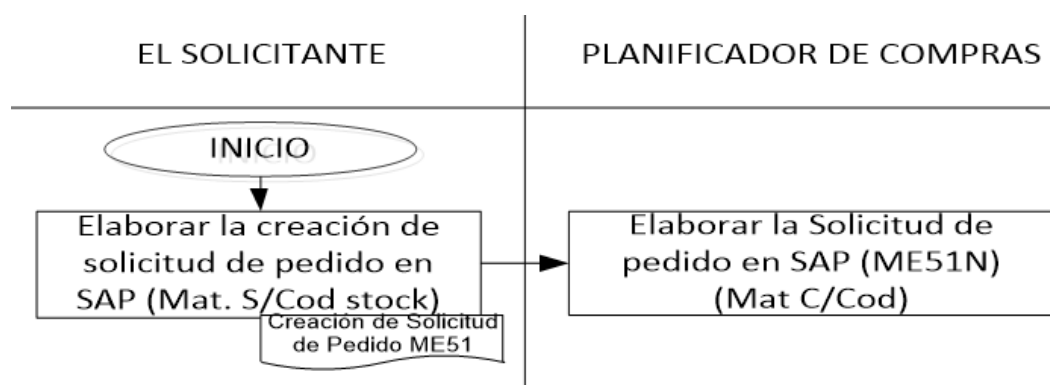 EL SOLICITANTE
PLANIFICADOR DE COMPRAS
INICIO
Elaborar la creación de
solicitud de pedido en
SAP (Mat. S/Cod stock)
Creación de Solicitud
de Pedido ME51
Elaborar la Solicitud de
pedido en SAP (ME51N)
(Mat C/Cod)